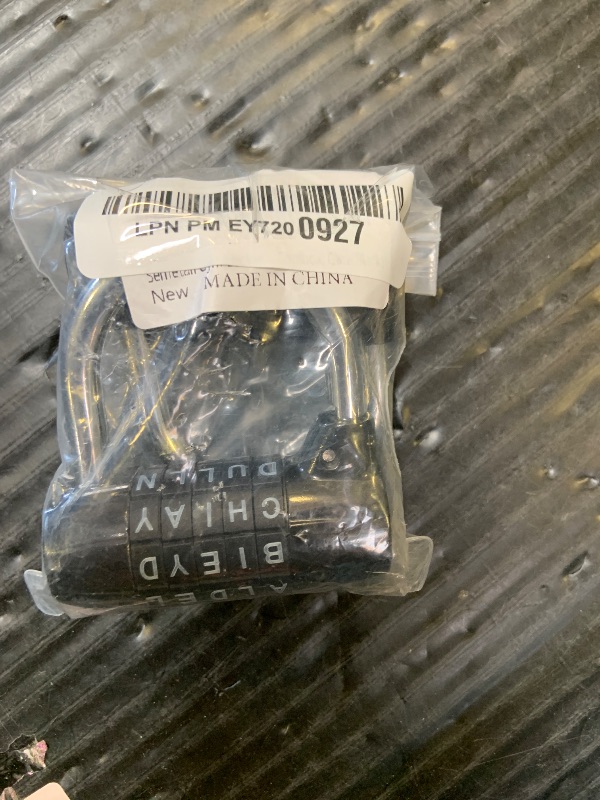 LPN PM EY720 0927
New MADE IN CHINA
BIEYD
CHIAY